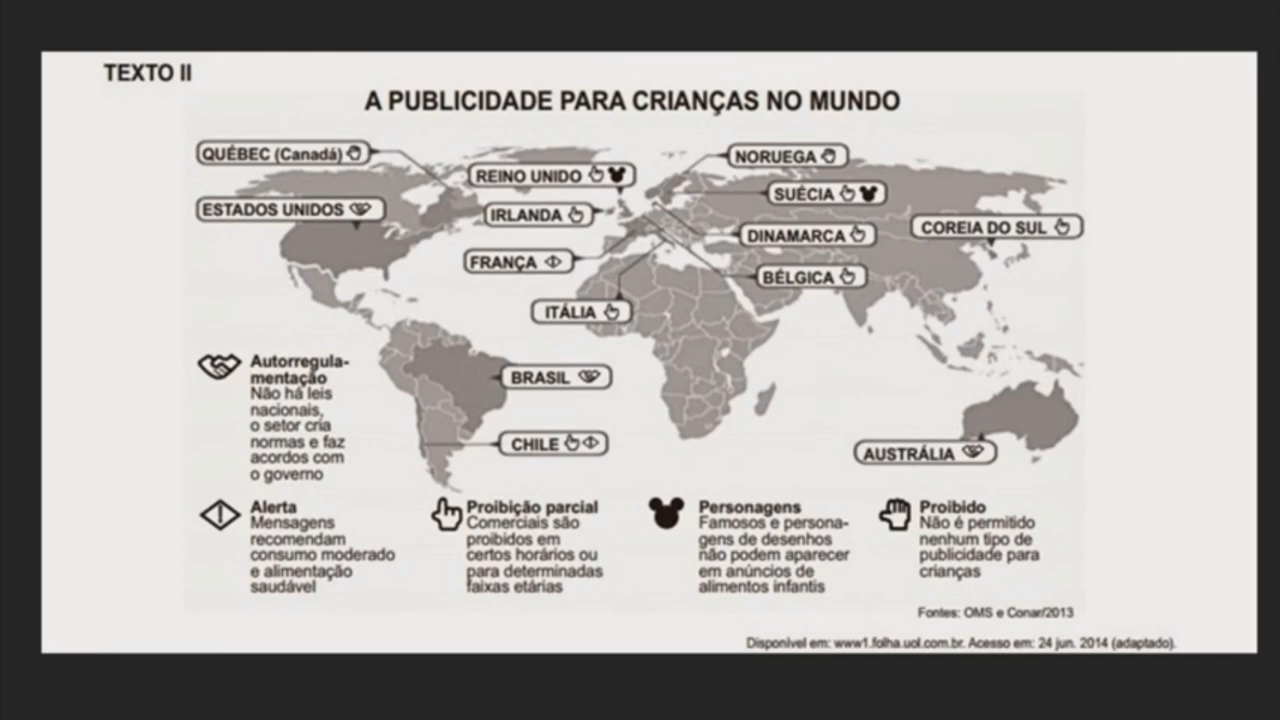 TEXTO II
A PUBLICIDADE PARA CRIANÇAS NO MUNDO
QUÉBEC (Canadá)
NORUEGA
REINO UNIDO
SUÉCIA
ESTADOS UNIDOS
IRLANDA
COREIA DO SUL
DINAMARCA
FRANÇA
BÉLGICA
ITÁLIA
BRASIL
CHILE
AUSTRÁLIA
Autorregula-
mentação
Não há leis
nacionais,
o setor cria
normas e faz
acordos com
o governo
Alerta
Mensagens
recomendam
consumo moderado
e alimentação
saudável
Proibição parcial
Comerciais são
proibidos em
certos horários ou
para determinadas
faixas etárias
Personagens
Famosos e persona-
gens de desenhos
não podem aparecer
em anúncios de
alimentos infantis
Proibido
Não é permitido
nenhum tipo de
publicidade para
crianças
Fontes: OMS e Conar/2013
Disponível em: www1.folha.uol.com.br. Acesso em: 24 jun. 2014 (adaptado).